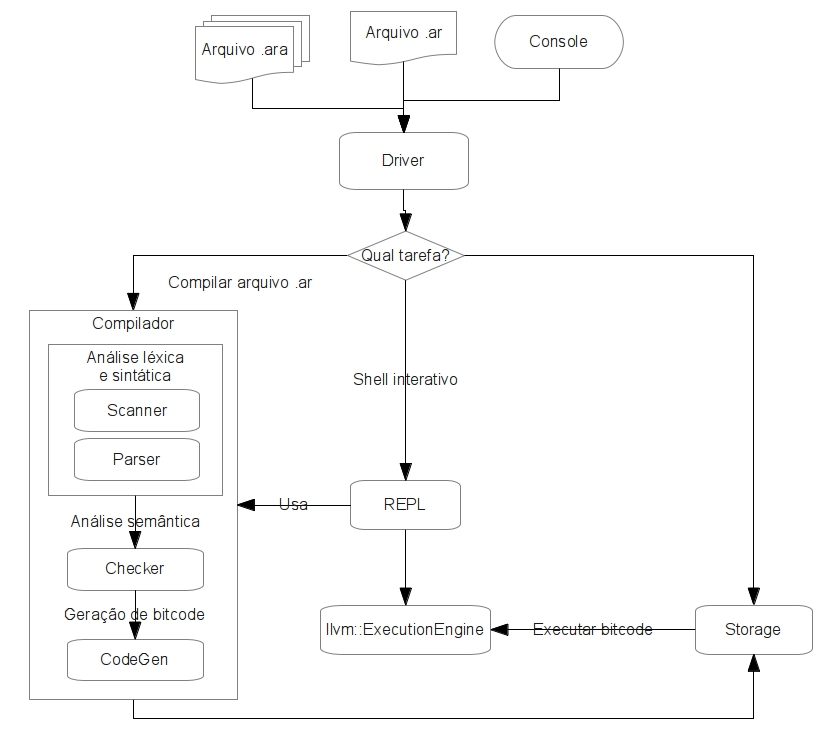 Arquivo .ara
Arquivo .ar
Console
Driver
Qual tarefa?
Compilar arquivo .ar
Compilador
Análise léxica
e sintática
Scanner
Parser
Shell interativo
Usa
REPL
Análise semântica
Checker
Geração de bitcode
CodeGen
llvm::ExecutionEngine
Executar bitcode
Storage